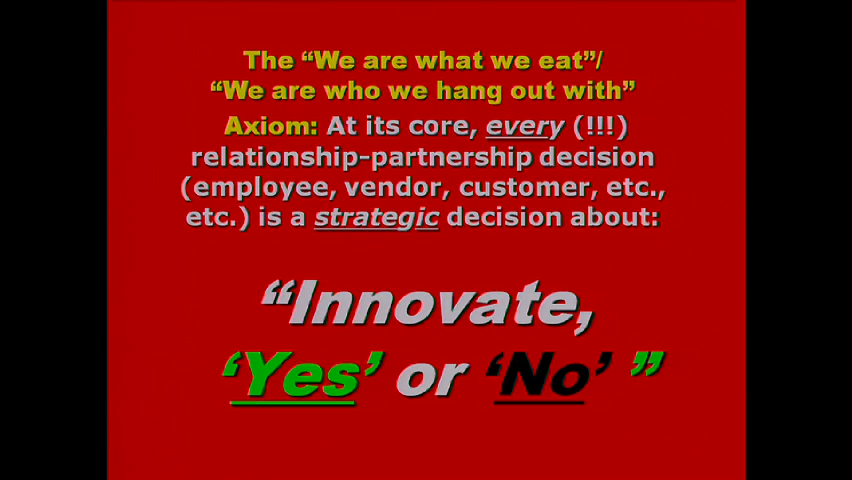 The “We are what we eat”/
“We are who we hang out with”
Axiom: At its core, every (!!!)
relationship-partnership decision
(employee, vendor, customer, etc.,
etc.) is a strategic decision about:
“Innovate,
‘Yes’ or ‘No’ ”